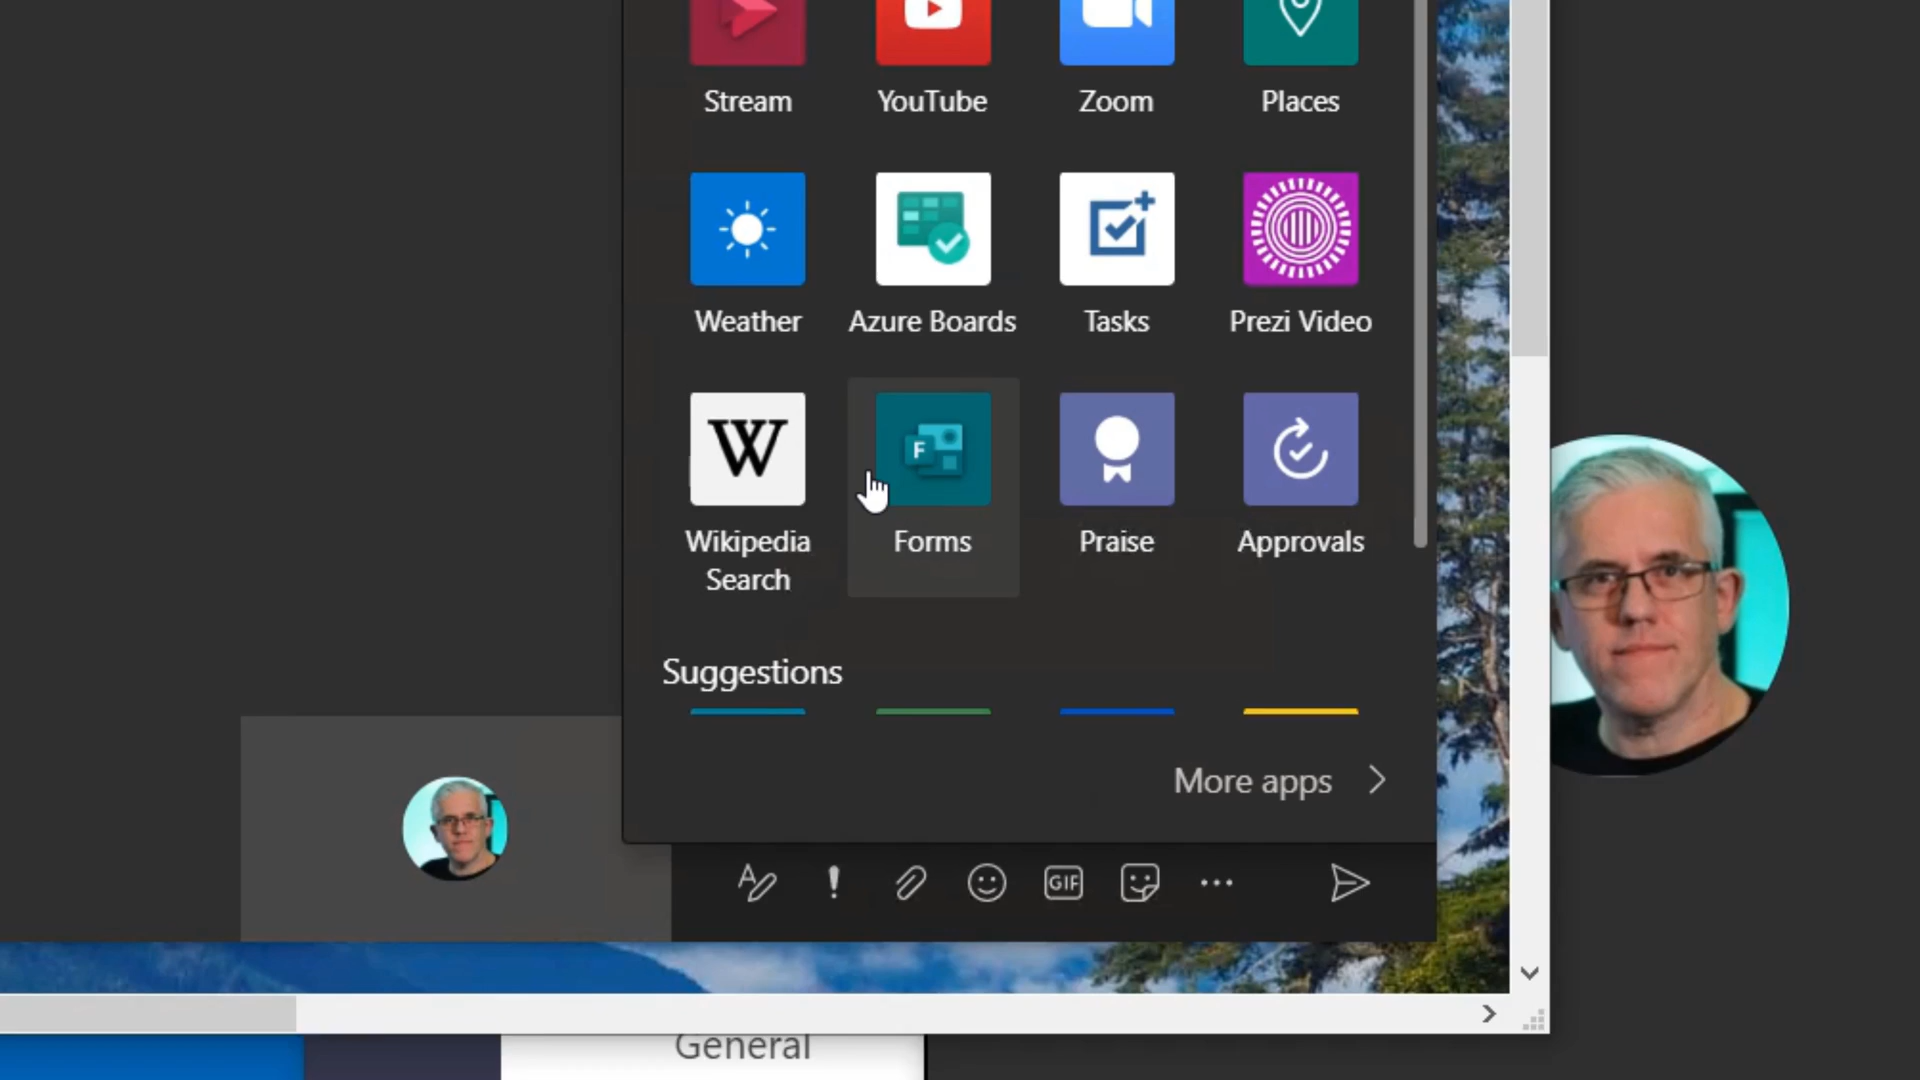 Stream YouTube Zoom Places
Weather Azure Boards Tasks Prezi Video
W F
Wikipedia Search Forms Praise Approvals
Suggestions
More apps
A GIF
General